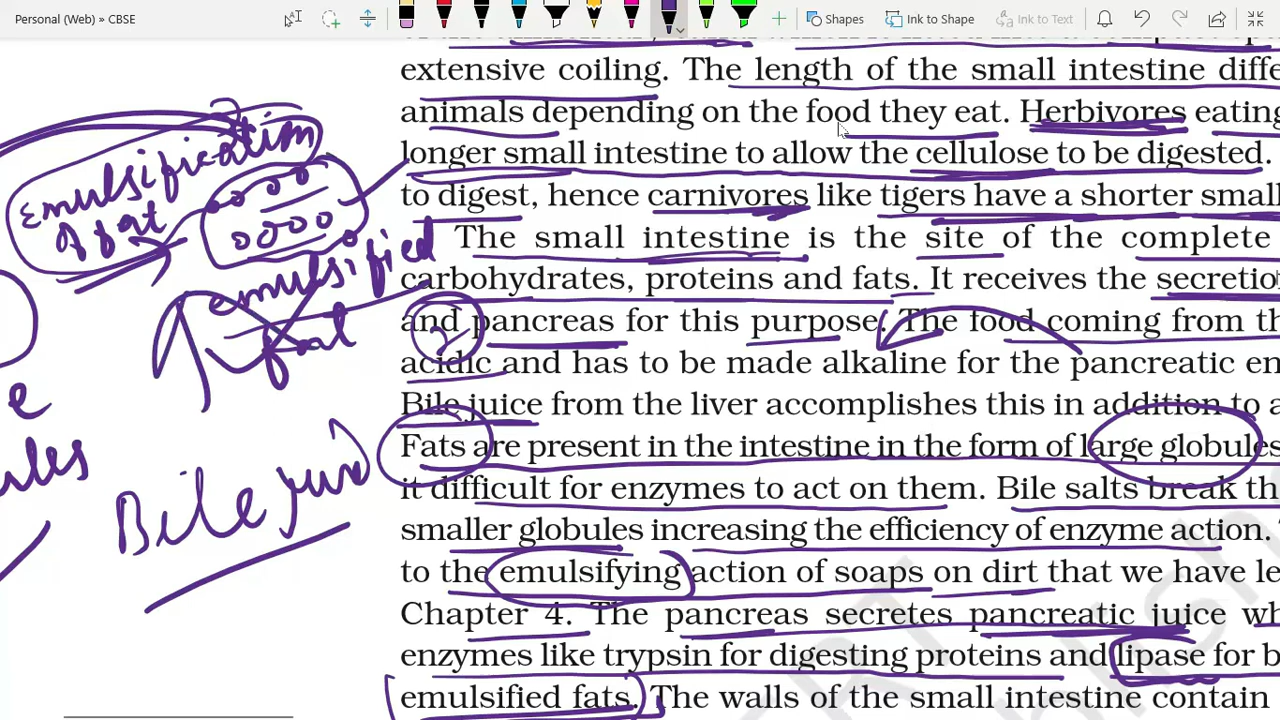 Personal (Web) » CBSE
Shapes
Ink to Shape
Ink to Text
extensive coiling. The length of the small intestine diffe
animals depending on the food they eat. Herbivores eating
longer small intestine to allow the cellulose to be digested.
to digest, hence carnivores like tigers have a shorter small
The small intestine is the site of the complete
carbohydrates, proteins and fats. It receives the secretio
and pancreas for this purpose. The food coming from th
acidic and has to be made alkaline for the pancreatic en
Bile juice from the liver accomplishes this in addition to a
Fats are present in the intestine in the form of large globules
it difficult for enzymes to act on them. Bile salts break th
smaller globules increasing the efficiency of enzyme action.
to the emulsifying action of soaps on dirt that we have le
Chapter 4. The pancreas secretes pancreatic juice wh
enzymes like trypsin for digesting proteins and lipase for b
emulsified fats. The walls of the small intestine contain
emulsification
of fat
emulsified
fat
2
e
ules
Bile